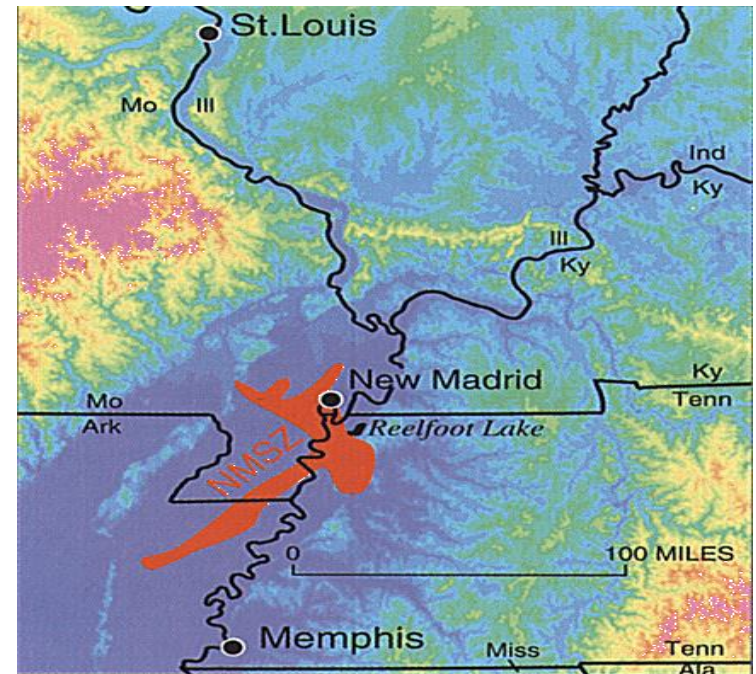 St.Louis
Mo
Ill
Ind
Ky
Ill
Ky
New Madrid
Ky
Tenn
Mo
Ark
Reelfoot Lake
NMSZ
0
100 MILES
Memphis
Miss
Tenn
Ala